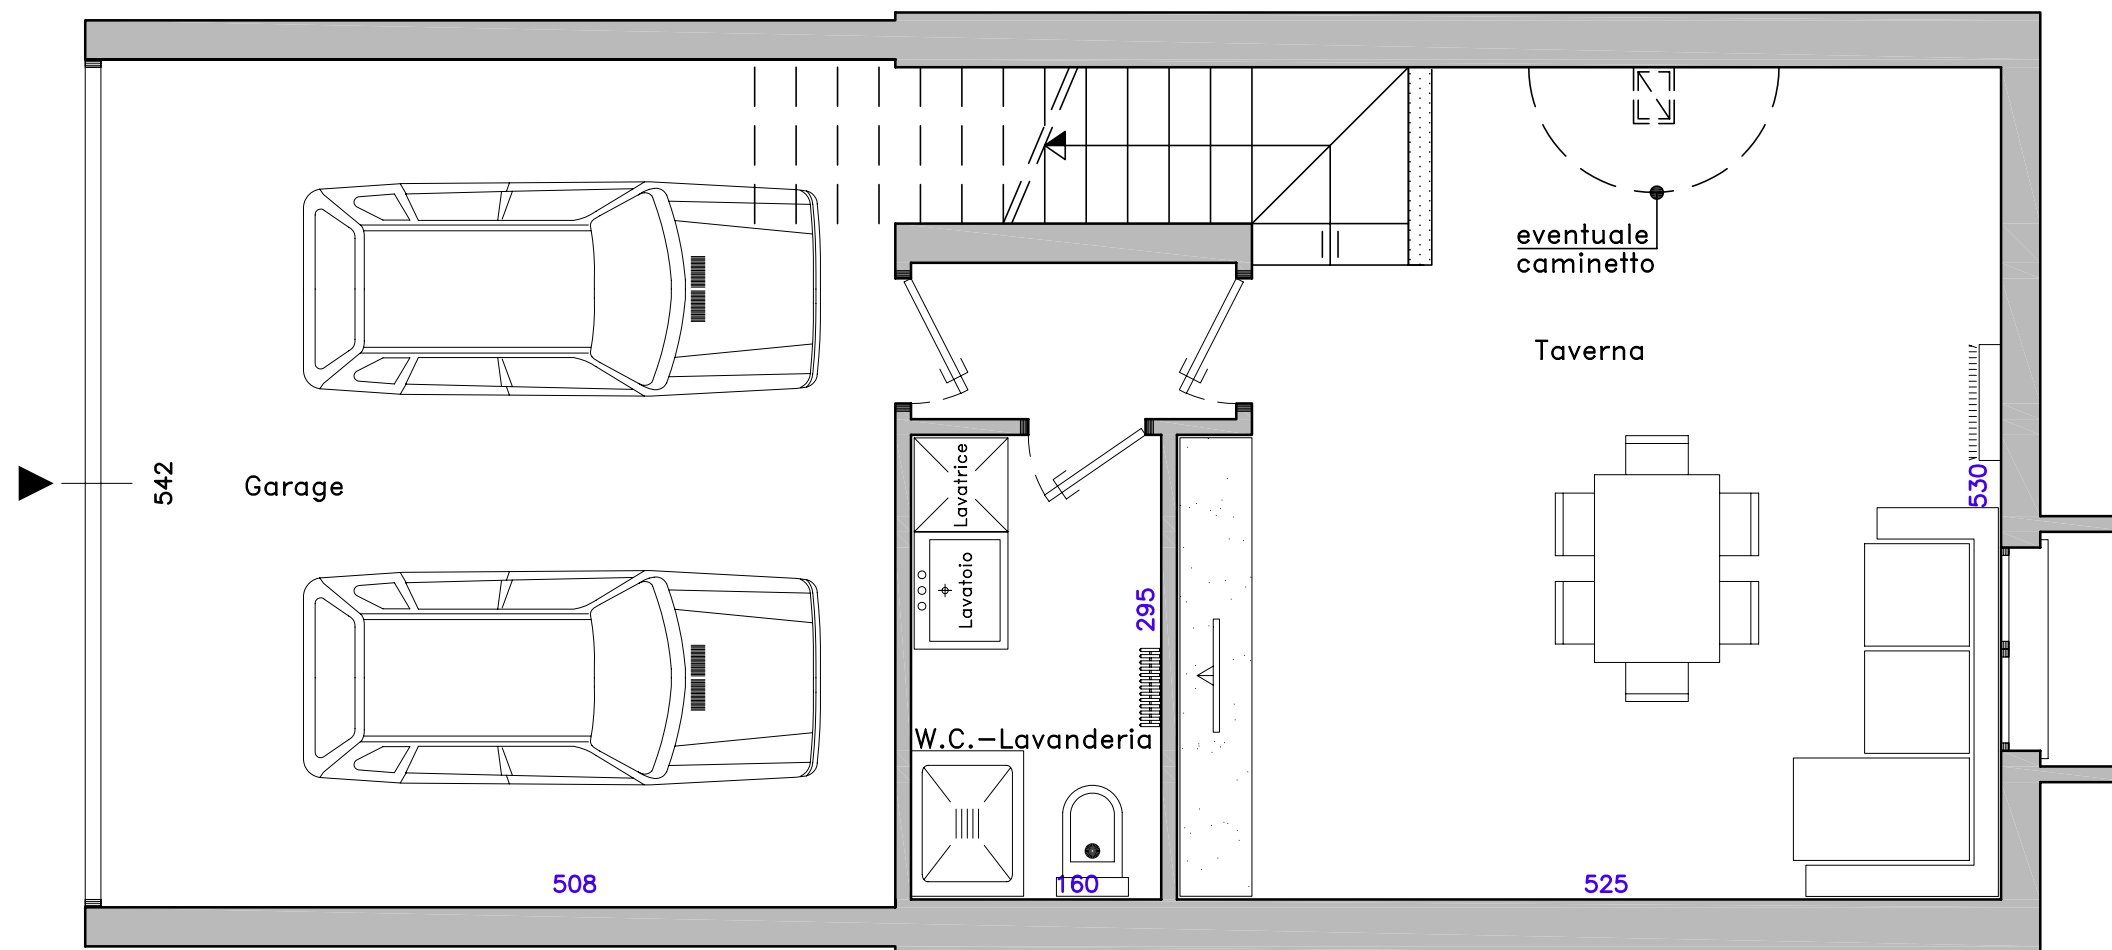 eventuale
caminetto
Taverna
542
Garage
Lavatrice
530
Lavatoio
295
W.C.-Lavanderia
508
160
525